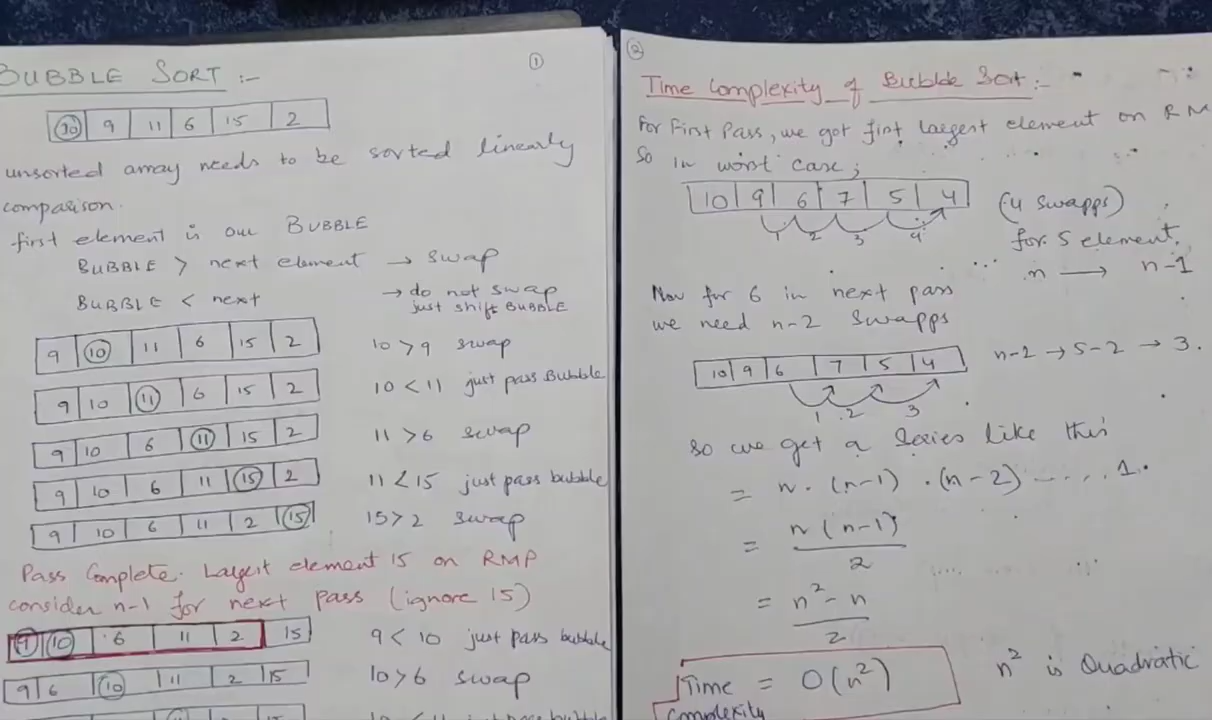 ①
BUBBLE SORT :-
10 9 11 6 15 2
unsorted array needs to be sorted linearly
comparison.
first element is our BUBBLE
BUBBLE > next element → swap
BUBBLE < next → do not swap
just shift BUBBLE
9 10 11 6 15 2 10 > 9 swap
9 10 11 6 15 2 10 < 11 just pass Bubble
9 10 6 11 15 2 11 > 6 swap
9 10 6 11 15 2 11 < 15 just pass bubble
9 10 6 11 2 15 15 > 2 swap
Pass Complete. Largest element 15 on RMP
consider n-1 for next pass (ignore 15)
9 10 6 11 2 15 9 < 10 just pass bubble
9 6 10 11 2 15 10 > 6 swap
10 < 11 just pass bubble
②
Time Complexity of Bubble Sort :-
For First Pass, we got first largest element on RM
So in worst case;
10 9 6 7 5 4 (4 swapps)
1 2 3 4
for 5 element.
n → n-1
Now for 6 in next pass
we need n-2 swapps
10 9 6 7 5 4 n-2 → 5-2 → 3.
1 2 3
So we get a series like this
= n . (n-1) . (n-2) ..... 1.
= n(n-1)
2
= n² - n
2
Time = O(n²) n² is Quadratic
Complexity